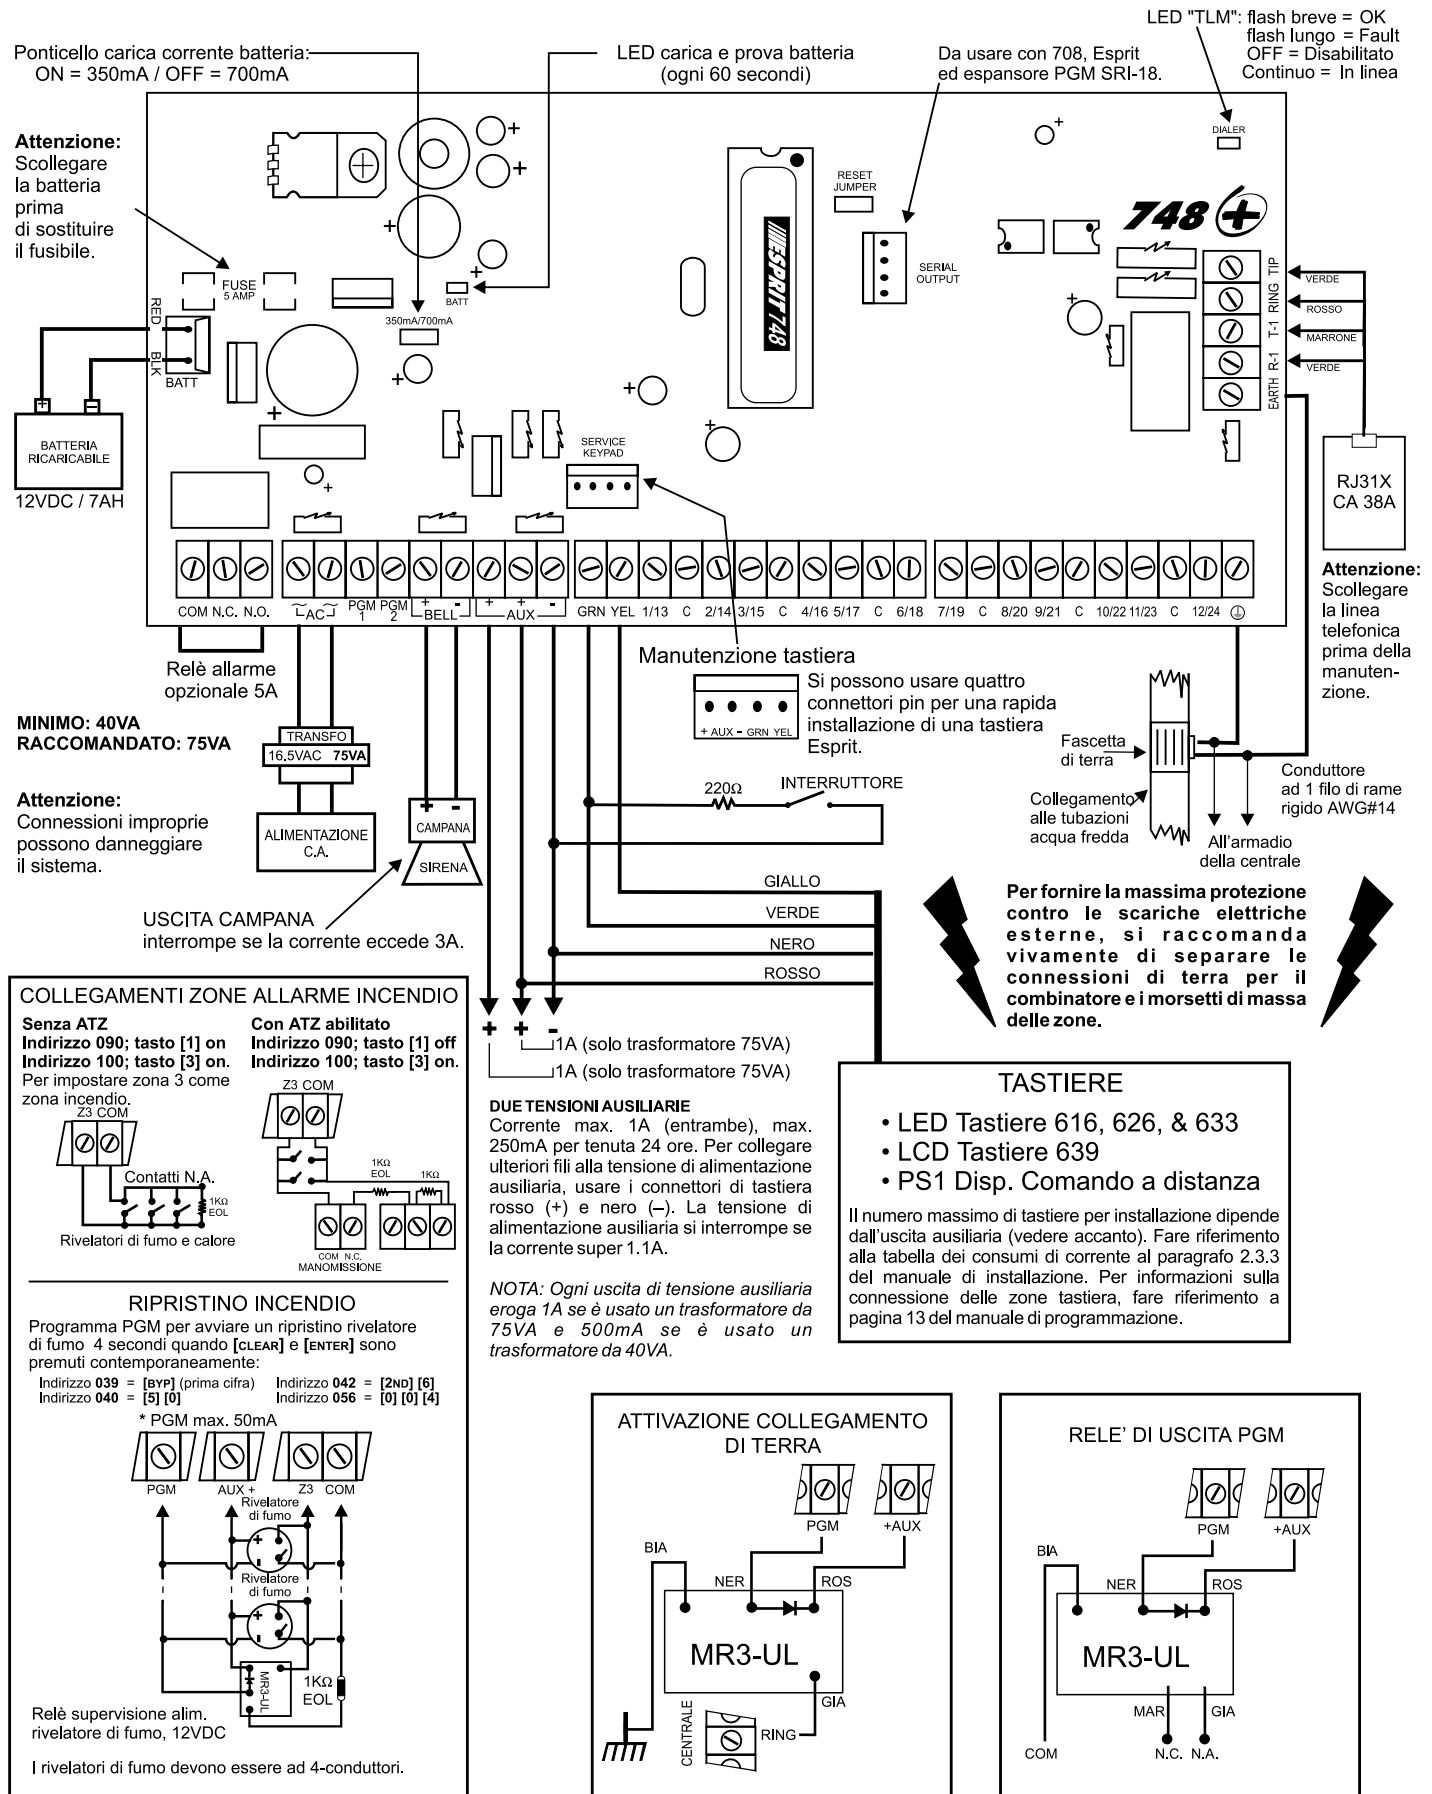 LED "TLM": flash breve = OK
flash lungo = Fault
OFF = Disabilitato
Continuo = In linea
Ponticello carica corrente batteria:
ON = 350mA / OFF = 700mA
LED carica e prova batteria
(ogni 60 secondi)
Da usare con 708, Esprit
ed espansore PGM SRI-18.
Attenzione:
Scollegare
la batteria
prima
di sostituire
il fusibile.
DIALER
RESET
JUMPER
748+
ESPRIT 748
SERIAL
OUTPUT
FUSE
5 AMP
BATT
350mA/700mA
RED
BLK
BATT
TIP
RING
T-1
R-1
EARTH
VERDE
ROSSO
MARRONE
VERDE
+ -
BATTERIA
RICARICABILE
12VDC / 7AH
SERVICE
KEYPAD
RJ31X
CA 38A
Attenzione:
Scollegare
la linea
telefonica
prima della
manuten-
zione.
COM N.C. N.O. AC PGM 1 PGM 2 + BELL - + AUX + - GRN YEL 1/13 C 2/14 3/15 C 4/16 5/17 C 6/18 7/19 C 8/20 9/21 C 10/22 11/23 C 12/24
Relè allarme
opzionale 5A
MINIMO: 40VA
RACCOMANDATO: 75VA
TRANSFO
16.5VAC 75VA
Attenzione:
Connessioni improprie
possono danneggiare
il sistema.
ALIMENTAZIONE
C.A.
+ -
CAMPANA
SIRENA
USCITA CAMPANA
interrompe se la corrente eccede 3A.
Manutenzione tastiera
Si possono usare quattro
connettori pin per una rapida
installazione di una tastiera
Esprit.
+ AUX - GRN YEL
220Ω
INTERRUTTORE
GIALLO
VERDE
NERO
ROSSO
Fascetta
di terra
Collegamento
alle tubazioni
acqua fredda
Conduttore
ad 1 filo di rame
rigido AWG#14
All'armadio
della centrale
Per fornire la massima protezione
contro le scariche elettriche
esterne, si raccomanda
vivamente di separare le
connessioni di terra per il
combinatore e i morsetti di massa
delle zone.
+ + -
1A (solo trasformatore 75VA)
1A (solo trasformatore 75VA)
DUE TENSIONI AUSILIARIE
Corrente max. 1A (entrambe), max.
250mA per tenuta 24 ore. Per collegare
ulteriori fili alla tensione di alimentazione
ausiliaria, usare i connettori di tastiera
rosso (+) e nero (–). La tensione di
alimentazione ausiliaria si interrompe se
la corrente super 1.1A.
NOTA: Ogni uscita di tensione ausiliaria
eroga 1A se è usato un trasformatore da
75VA e 500mA se è usato un
trasformatore da 40VA.
TASTIERE
• LED Tastiere 616, 626, & 633
• LCD Tastiere 639
• PS1 Disp. Comando a distanza
Il numero massimo di tastiere per installazione dipende
dall'uscita ausiliaria (vedere accanto). Fare riferimento
alla tabella dei consumi di corrente al paragrafo 2.3.3
del manuale di installazione. Per informazioni sulla
connessione delle zone tastiera, fare riferimento a
pagina 13 del manuale di programmazione.
COLLEGAMENTI ZONE ALLARME INCENDIO
Senza ATZ
Indirizzo 090; tasto [1] on
Indirizzo 100; tasto [3] on.
Per impostare zona 3 come
zona incendio.
Z3 COM
Contatti N.A.
1KΩ
EOL
Rivelatori di fumo e calore
Con ATZ abilitato
Indirizzo 090; tasto [1] off
Indirizzo 100; tasto [3] on.
Z3 COM
1KΩ
EOL
1KΩ
COM N.C.
MANOMISSIONE
RIPRISTINO INCENDIO
Programma PGM per avviare un ripristino rivelatore
di fumo 4 secondi quando [CLEAR] e [ENTER] sono
premuti contemporaneamente:
Indirizzo 039 = [BYP] (prima cifra) Indirizzo 042 = [2ND] [6]
Indirizzo 040 = [5] [0] Indirizzo 056 = [0] [0] [4]
* PGM max. 50mA
PGM AUX + Z3 COM
Rivelatore
di fumo
+
-
Rivelatore
di fumo
+
-
MR3-UL
1KΩ
EOL
Relè supervisione alim.
rivelatore di fumo, 12VDC
I rivelatori di fumo devono essere ad 4-conduttori.
ATTIVAZIONE COLLEGAMENTO
DI TERRA
PGM +AUX
BIA
NER ROS
MR3-UL
GIA
CENTRALE
RING
RELE' DI USCITA PGM
PGM +AUX
BIA
NER ROS
MR3-UL
MAR GIA
COM N.C. N.A.